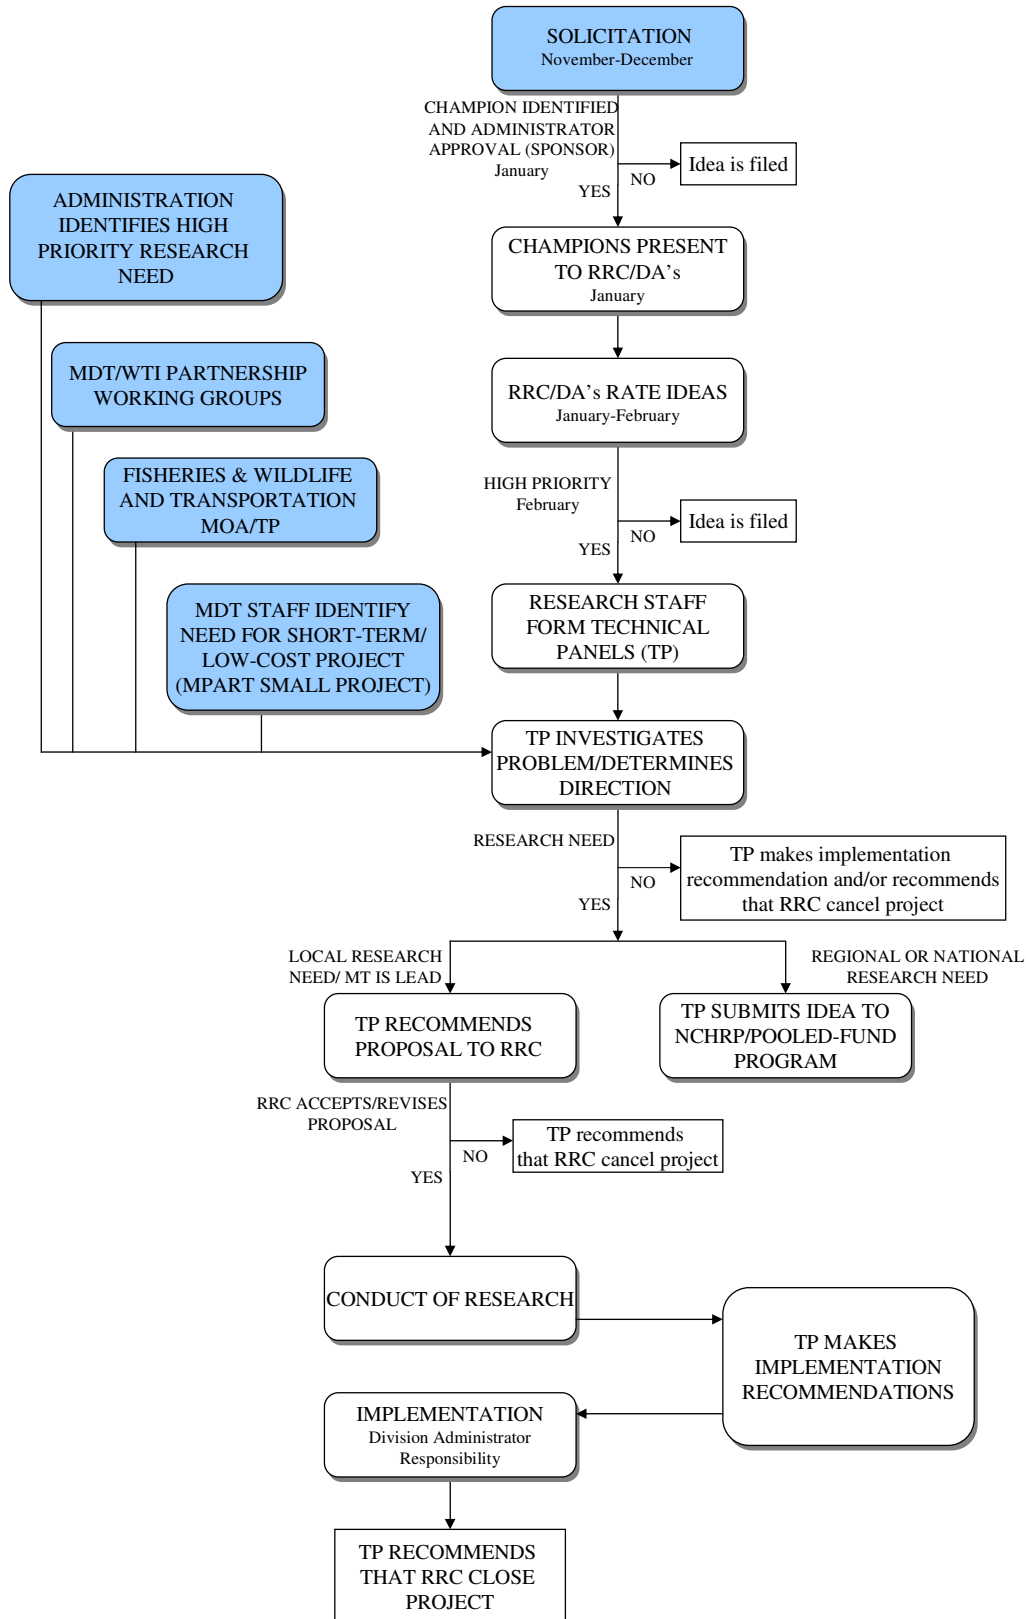 SOLICITATION
November-December
CHAMPION IDENTIFIED
AND ADMINISTRATOR
APPROVAL (SPONSOR)
January
NO
Idea is filed
YES
ADMINISTRATION
IDENTIFIES HIGH
PRIORITY RESEARCH
NEED
CHAMPIONS PRESENT
TO RRC/DA's
January
MDT/WTI PARTNERSHIP
WORKING GROUPS
RRC/DA's RATE IDEAS
January-February
FISHERIES & WILDLIFE
AND TRANSPORTATION
MOA/TP
HIGH PRIORITY
February
NO
Idea is filed
YES
MDT STAFF IDENTIFY
NEED FOR SHORT-TERM/
LOW-COST PROJECT
(MPART SMALL PROJECT)
RESEARCH STAFF
FORM TECHNICAL
PANELS (TP)
TP INVESTIGATES
PROBLEM/DETERMINES
DIRECTION
RESEARCH NEED
NO
TP makes implementation
recommendation and/or recommends
that RRC cancel project
YES
LOCAL RESEARCH
NEED/ MT IS LEAD
REGIONAL OR NATIONAL
RESEARCH NEED
TP RECOMMENDS
PROPOSAL TO RRC
TP SUBMITS IDEA TO
NCHRP/POOLED-FUND
PROGRAM
RRC ACCEPTS/REVISES
PROPOSAL
NO
TP recommends
that RRC cancel project
YES
CONDUCT OF RESEARCH
TP MAKES
IMPLEMENTATION
RECOMMENDATIONS
IMPLEMENTATION
Division Administrator
Responsibility
TP RECOMMENDS
THAT RRC CLOSE
PROJECT